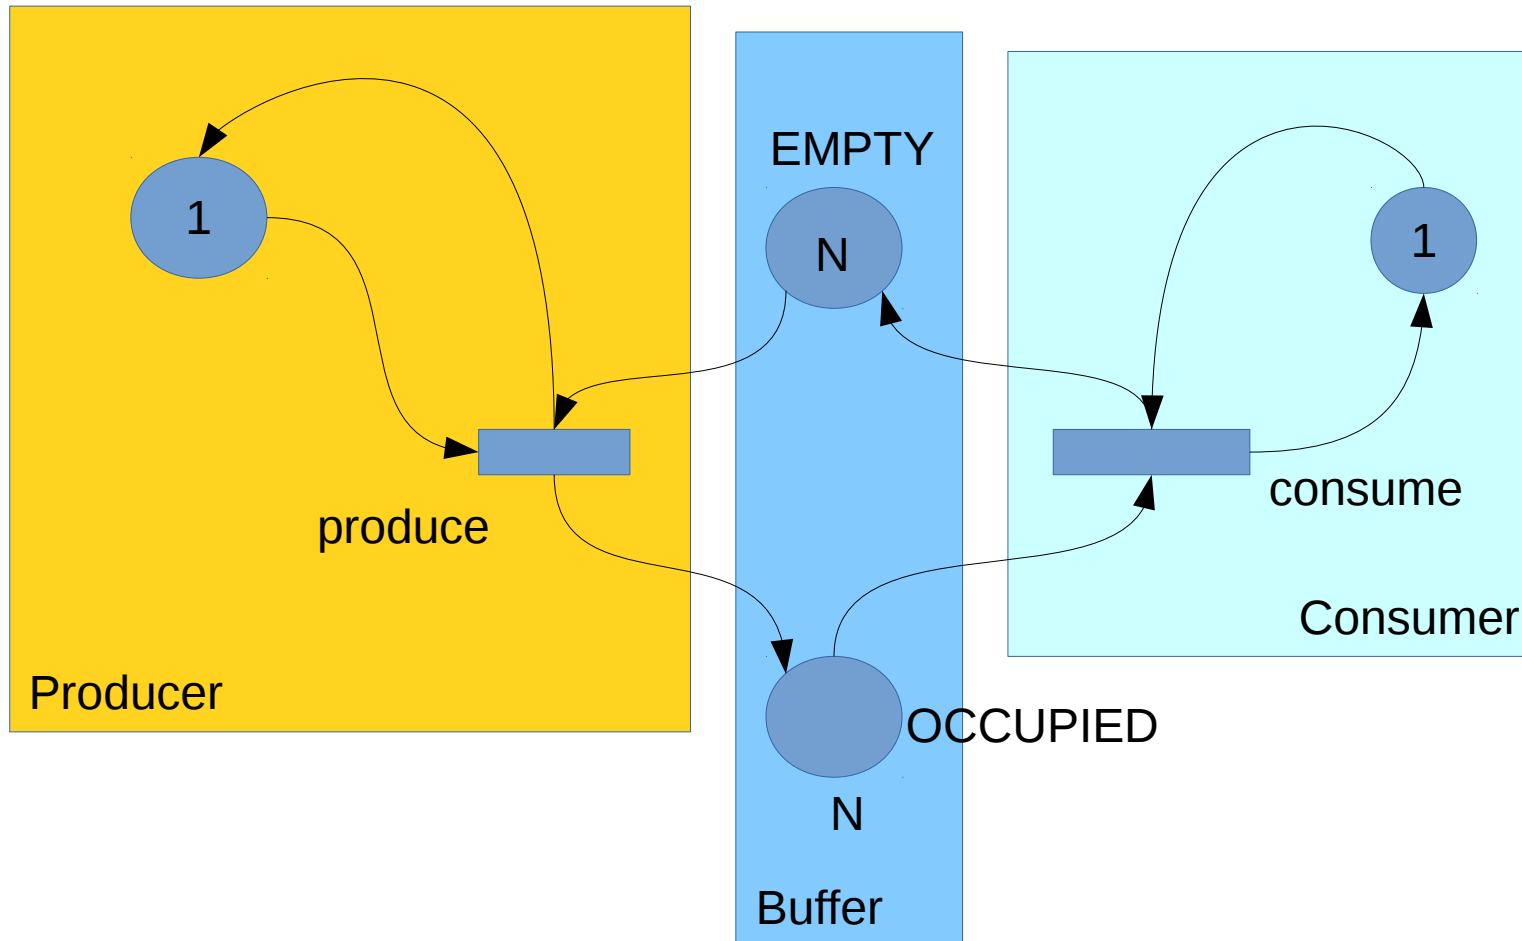 EMPTY
1
N
1
produce
consume
Consumer
Producer
OCCUPIED
N
Buffer